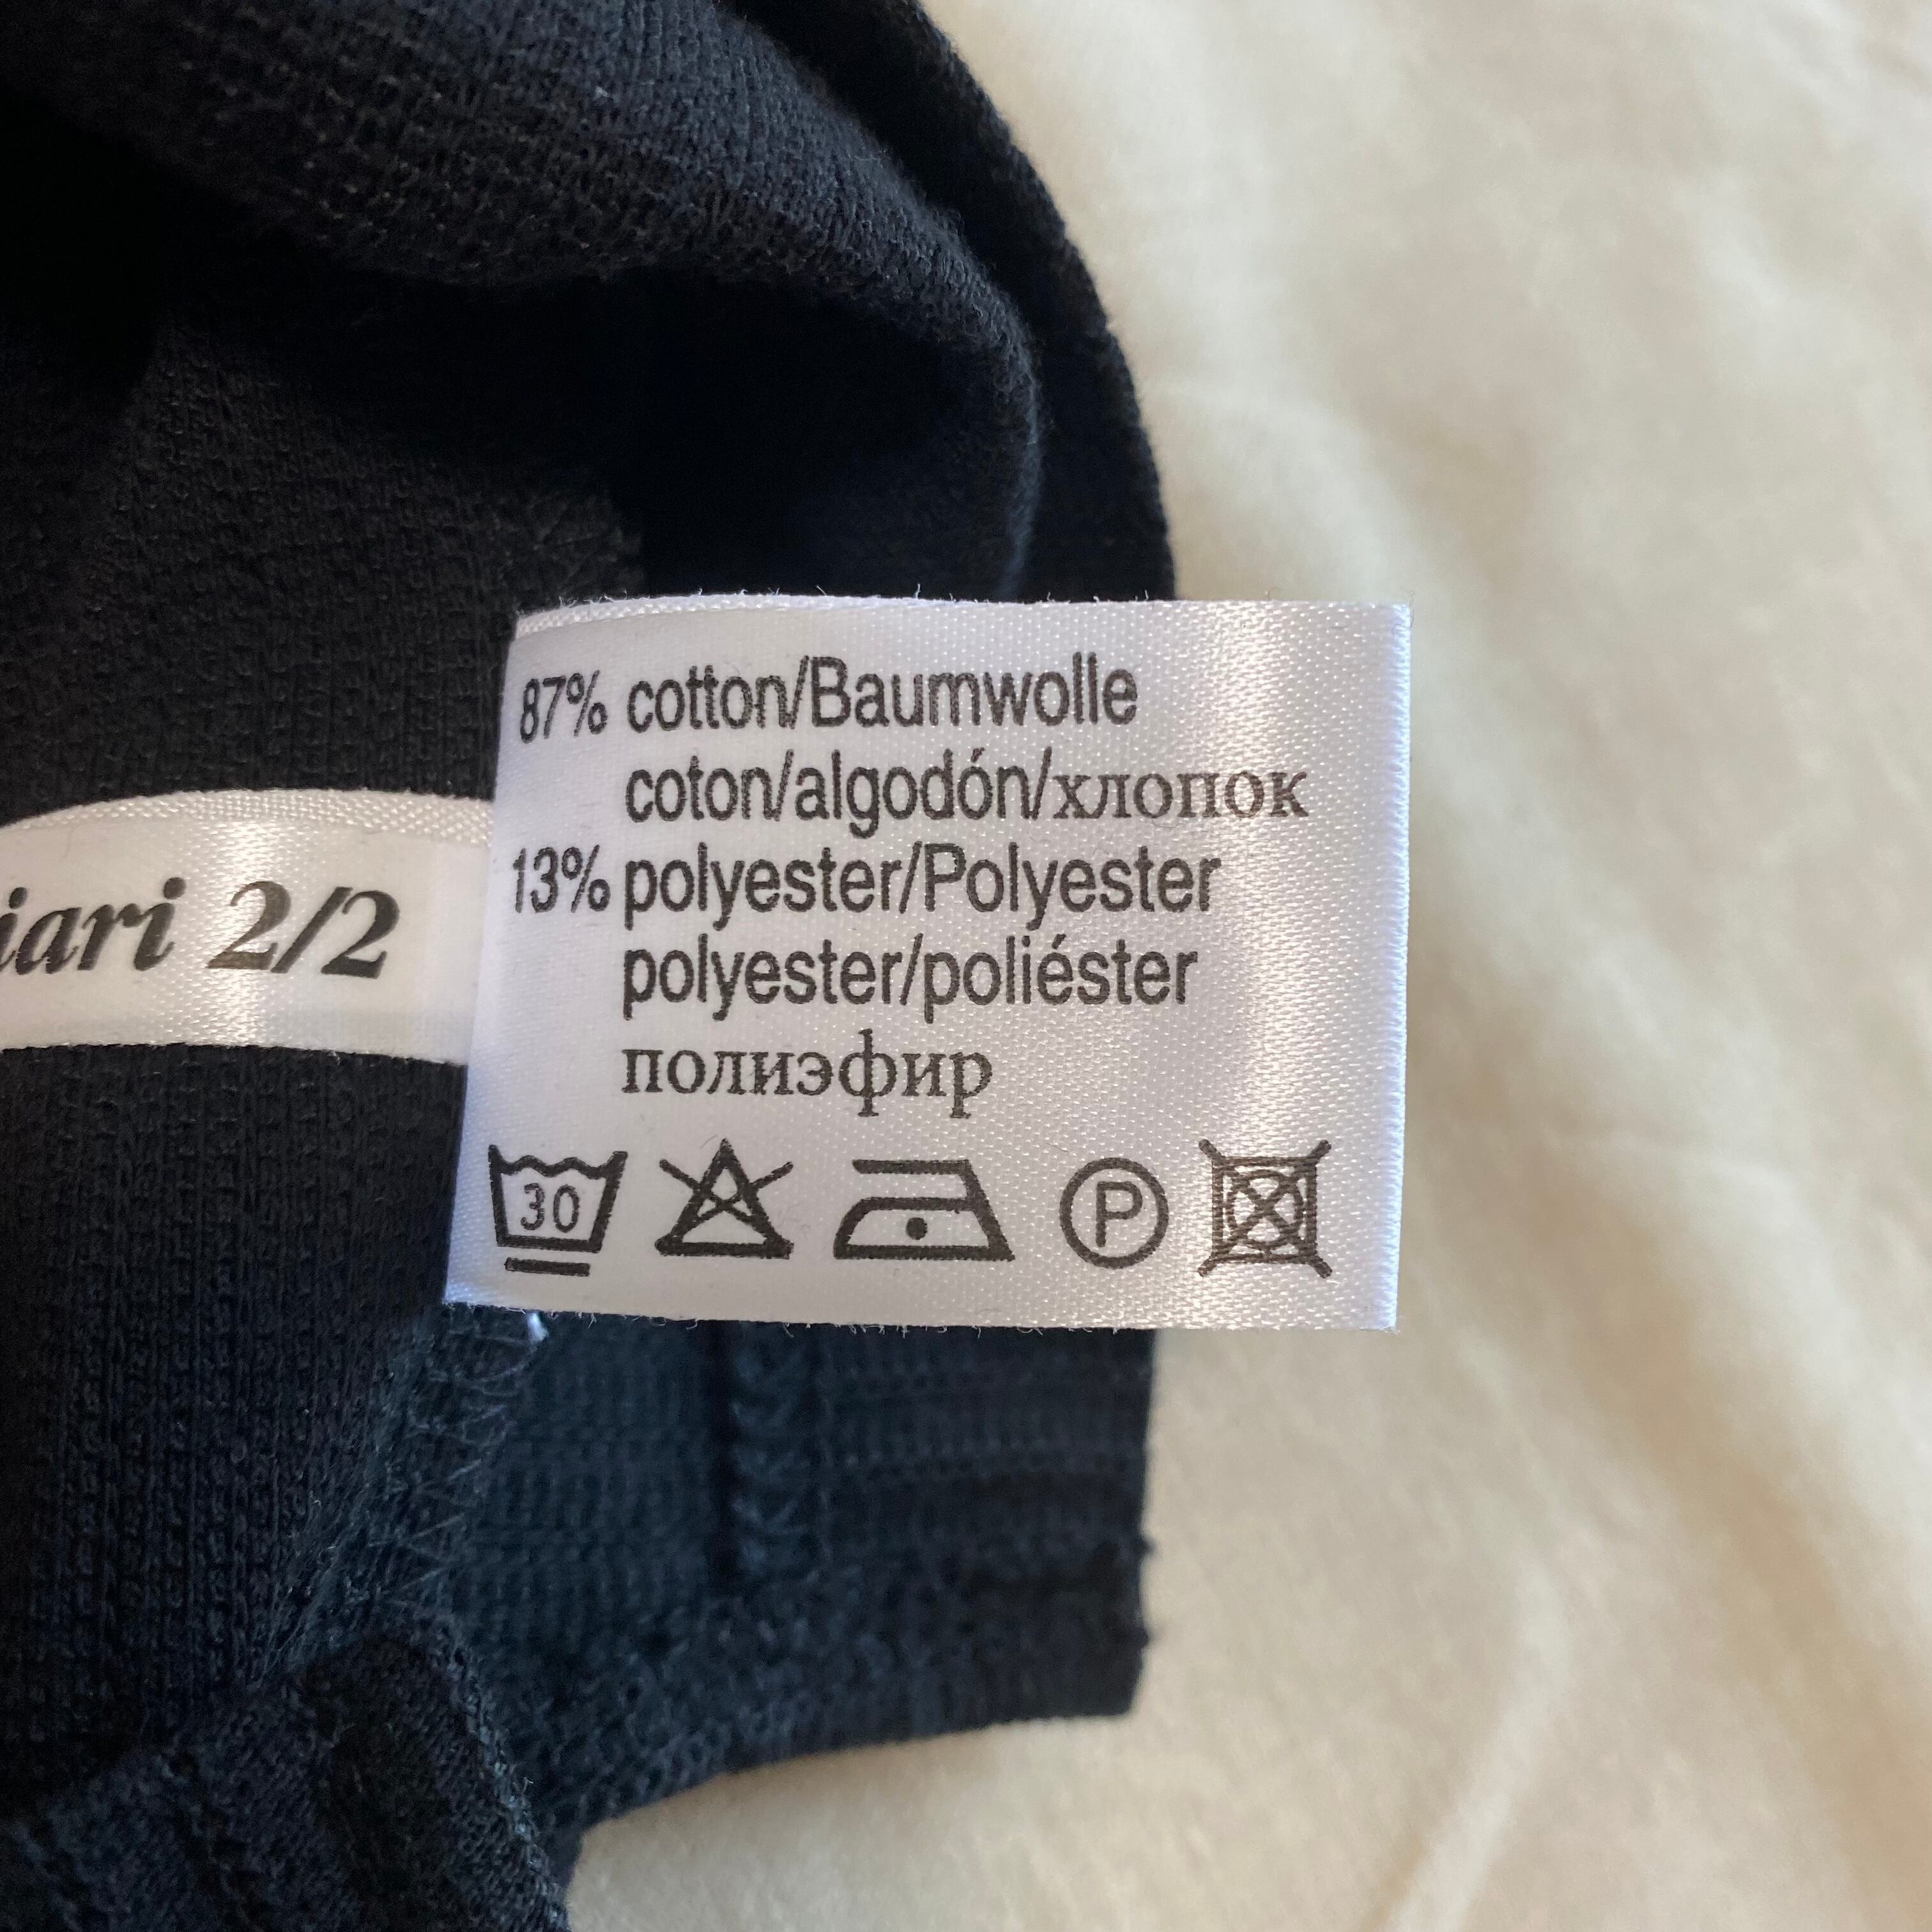 87% cotton/Baumwolle
coton/algodón/хлопок
13% polyester/Polyester
polyester/poliéster
полиэфир
30 P
iari 2/2